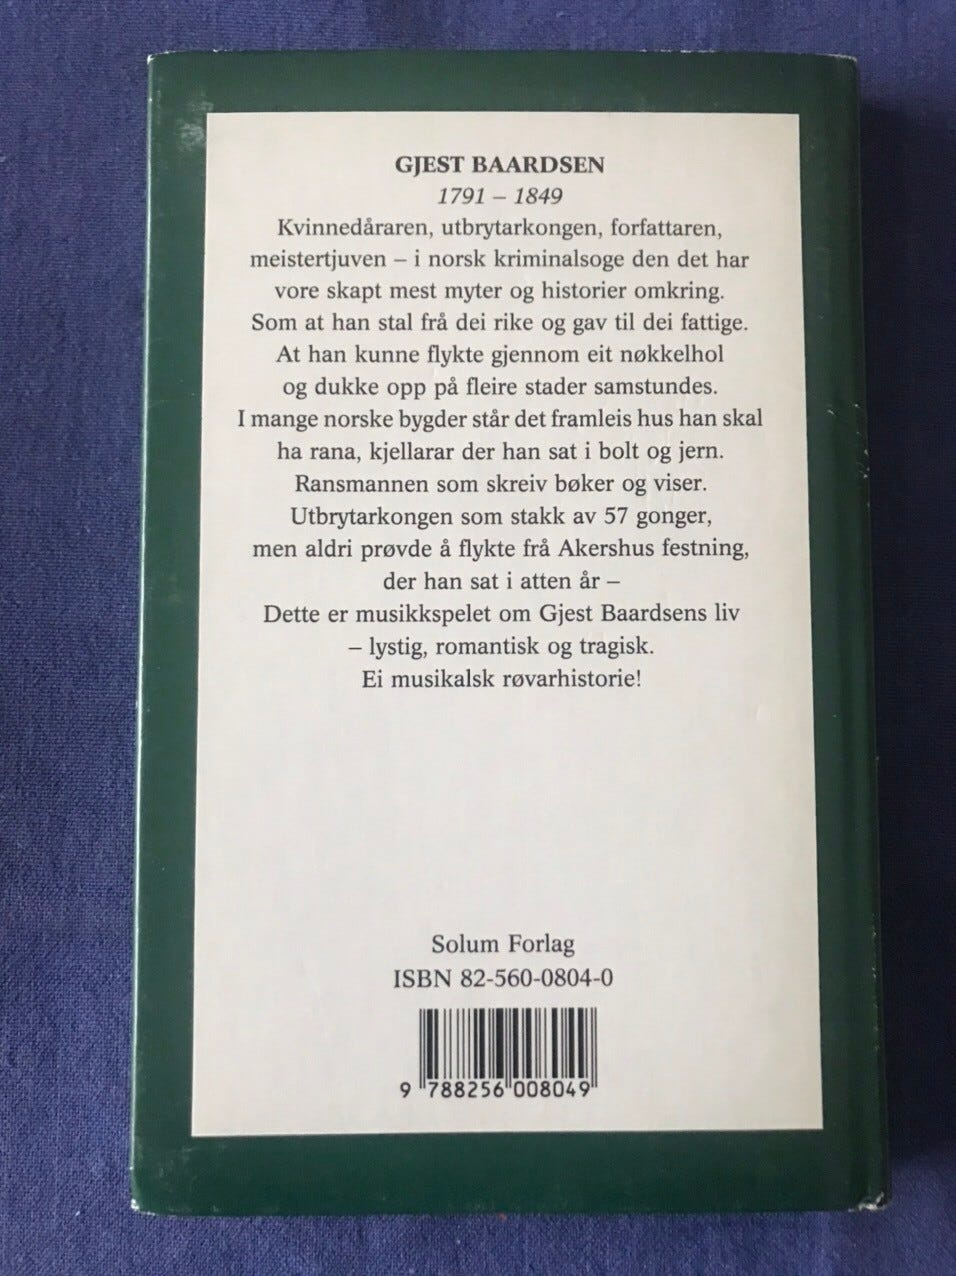 GJEST BAARDSEN
1791 – 1849
Kvinnedåraren, utbrytarkongen, forfattaren,
meistertjuven – i norsk kriminalsoge den det har
vore skapt mest myter og historier omkring.
Som at han stal frå dei rike og gav til dei fattige.
At han kunne flykte gjennom eit nøkkelhol
og dukke opp på fleire stader samstundes.
I mange norske bygder står det framleis hus han skal
ha rana, kjellarar der han sat i bolt og jern.
Ransmannen som skreiv bøker og viser.
Utbrytarkongen som stakk av 57 gonger,
men aldri prøvde å flykte frå Akershus festning,
der han sat i atten år –
Dette er musikkspelet om Gjest Baardsens liv
– lystig, romantisk og tragisk.
Ei musikalsk røvarhistorie!
Solum Forlag
ISBN 82-560-0804-0
9 788256 008049